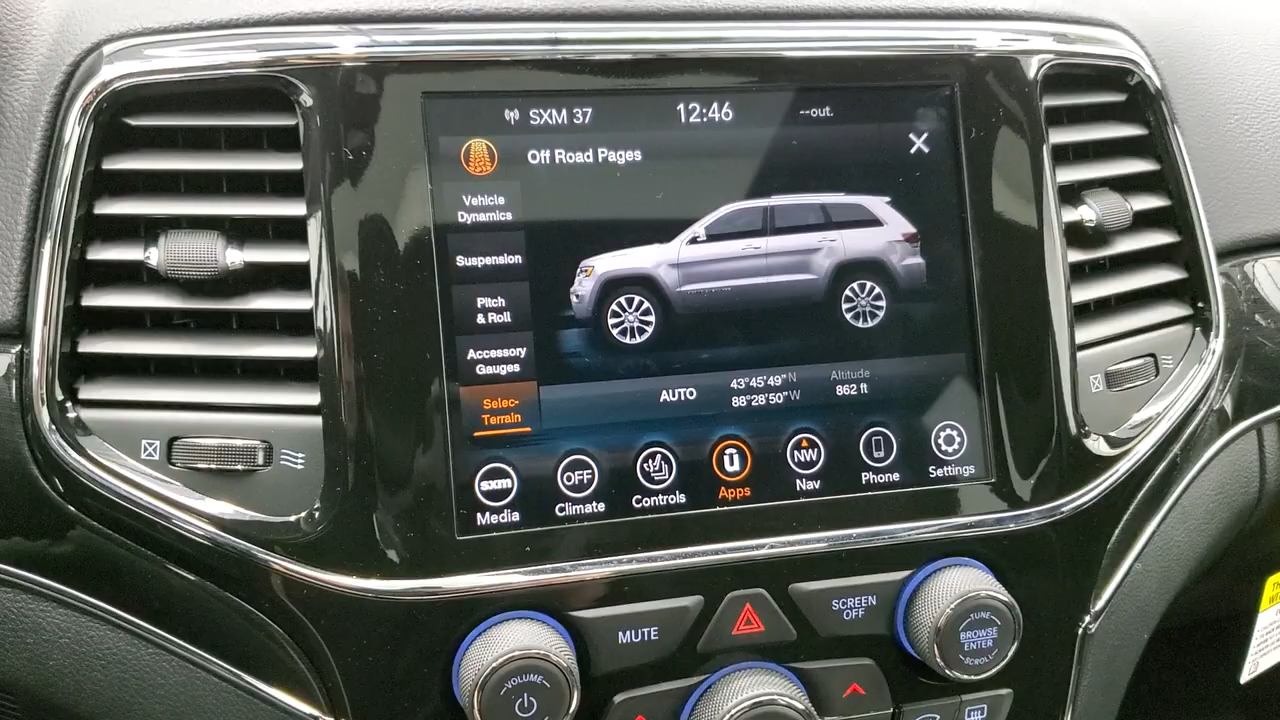 SXM 37
12:46
--out.
Off Road Pages
Vehicle
Dynamics
Suspension
Pitch
& Roll
Accessory
Gauges
Selec-
Terrain
AUTO
43°45'49" N
88°28'50" W
Altitude
862 ft
sxm
Media
OFF
Climate
Controls
Apps
NW
Nav
Phone
Settings
MUTE
SCREEN
OFF
VOLUME
TUNE
BROWSE
ENTER
SCROLL